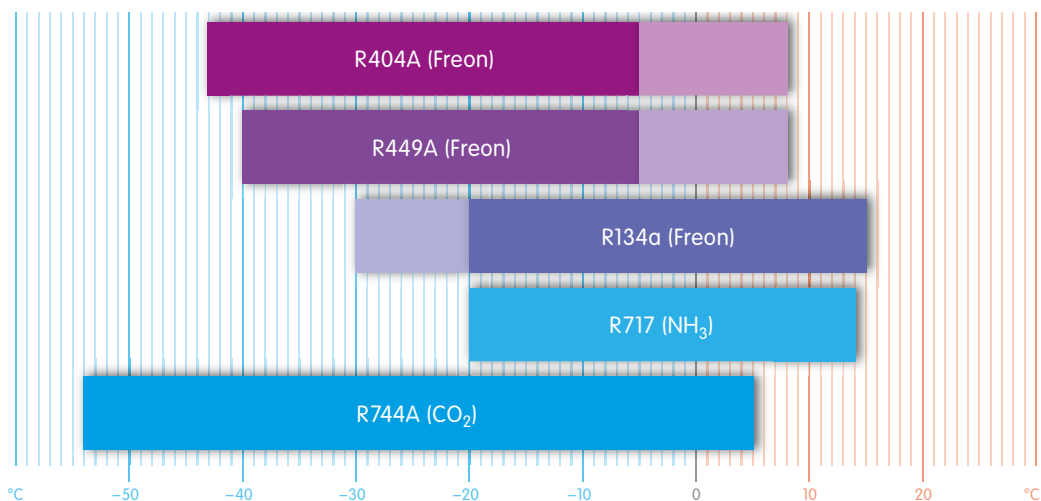 R404A (Freon)
R449A (Freon)
R134a (Freon)
R717 (NH₃)
R744A (CO₂)
°C −50 −40 −30 −20 −10 0 10 20 °C